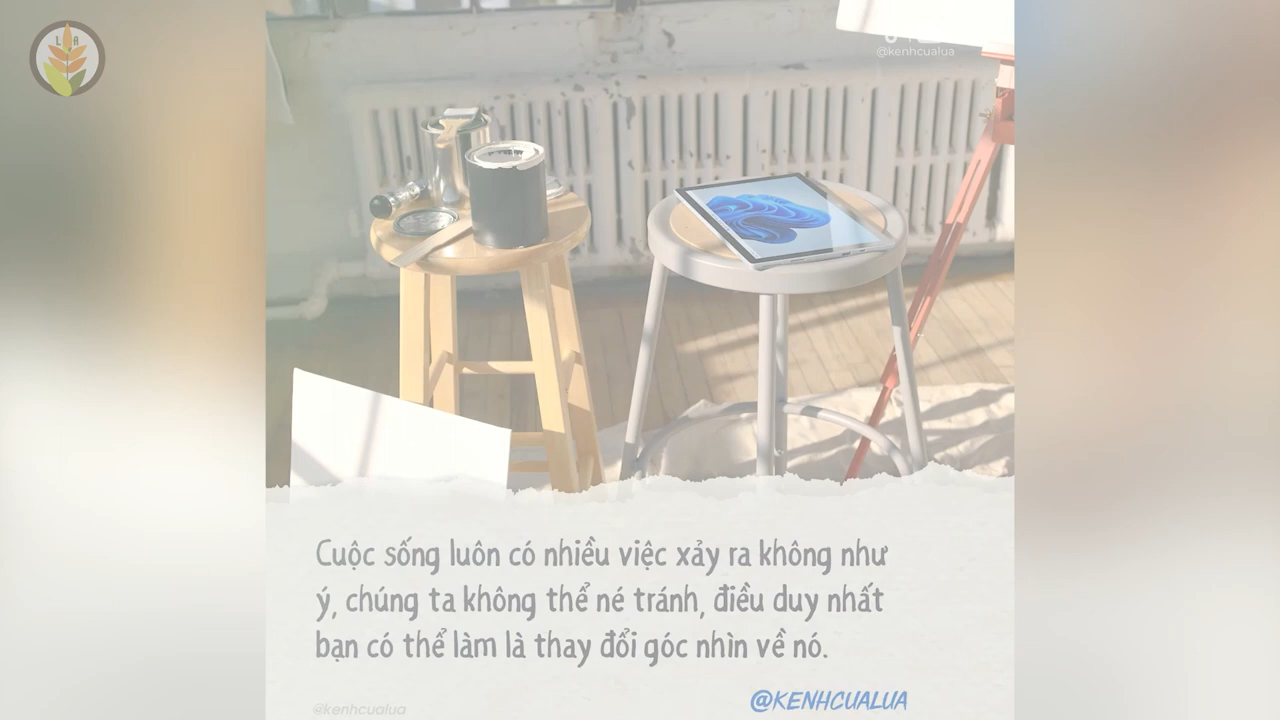 L A
@kenhcualua
Cuộc sống luôn có nhiều việc xảy ra không như
ý, chúng ta không thể né tránh, điều duy nhất
bạn có thể làm là thay đổi góc nhìn về nó.
@KENHCUALUA
@kenhcualua